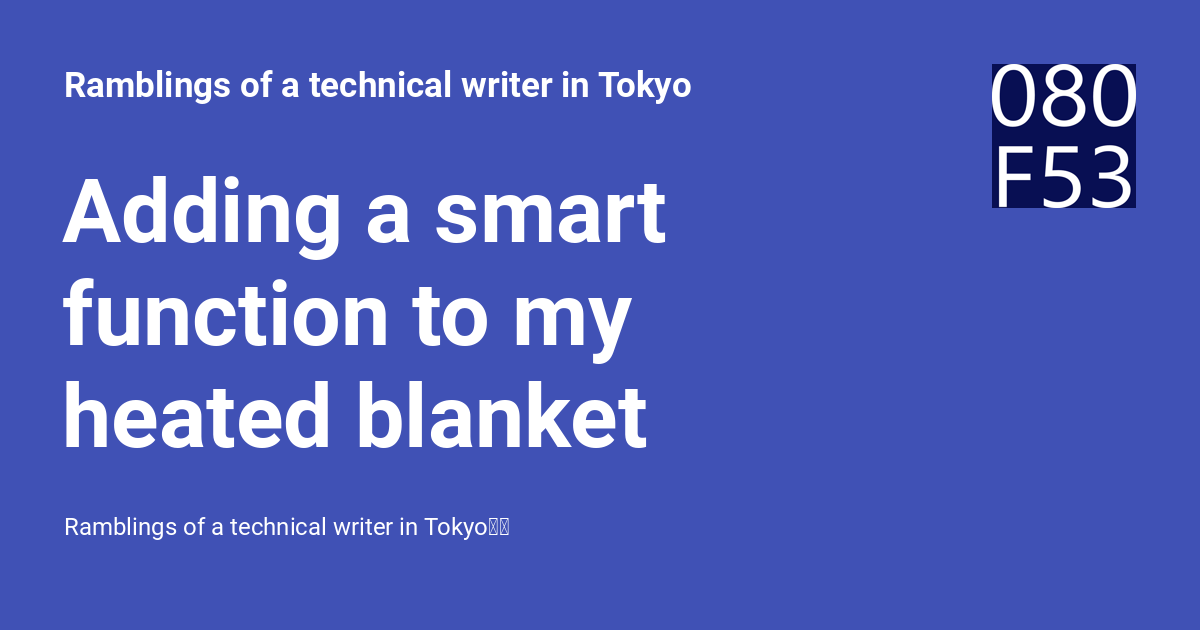 Ramblings of a technical writer in Tokyo
080
F53
Adding a smart
function to my
heated blanket
Ramblings of a technical writer in Tokyo